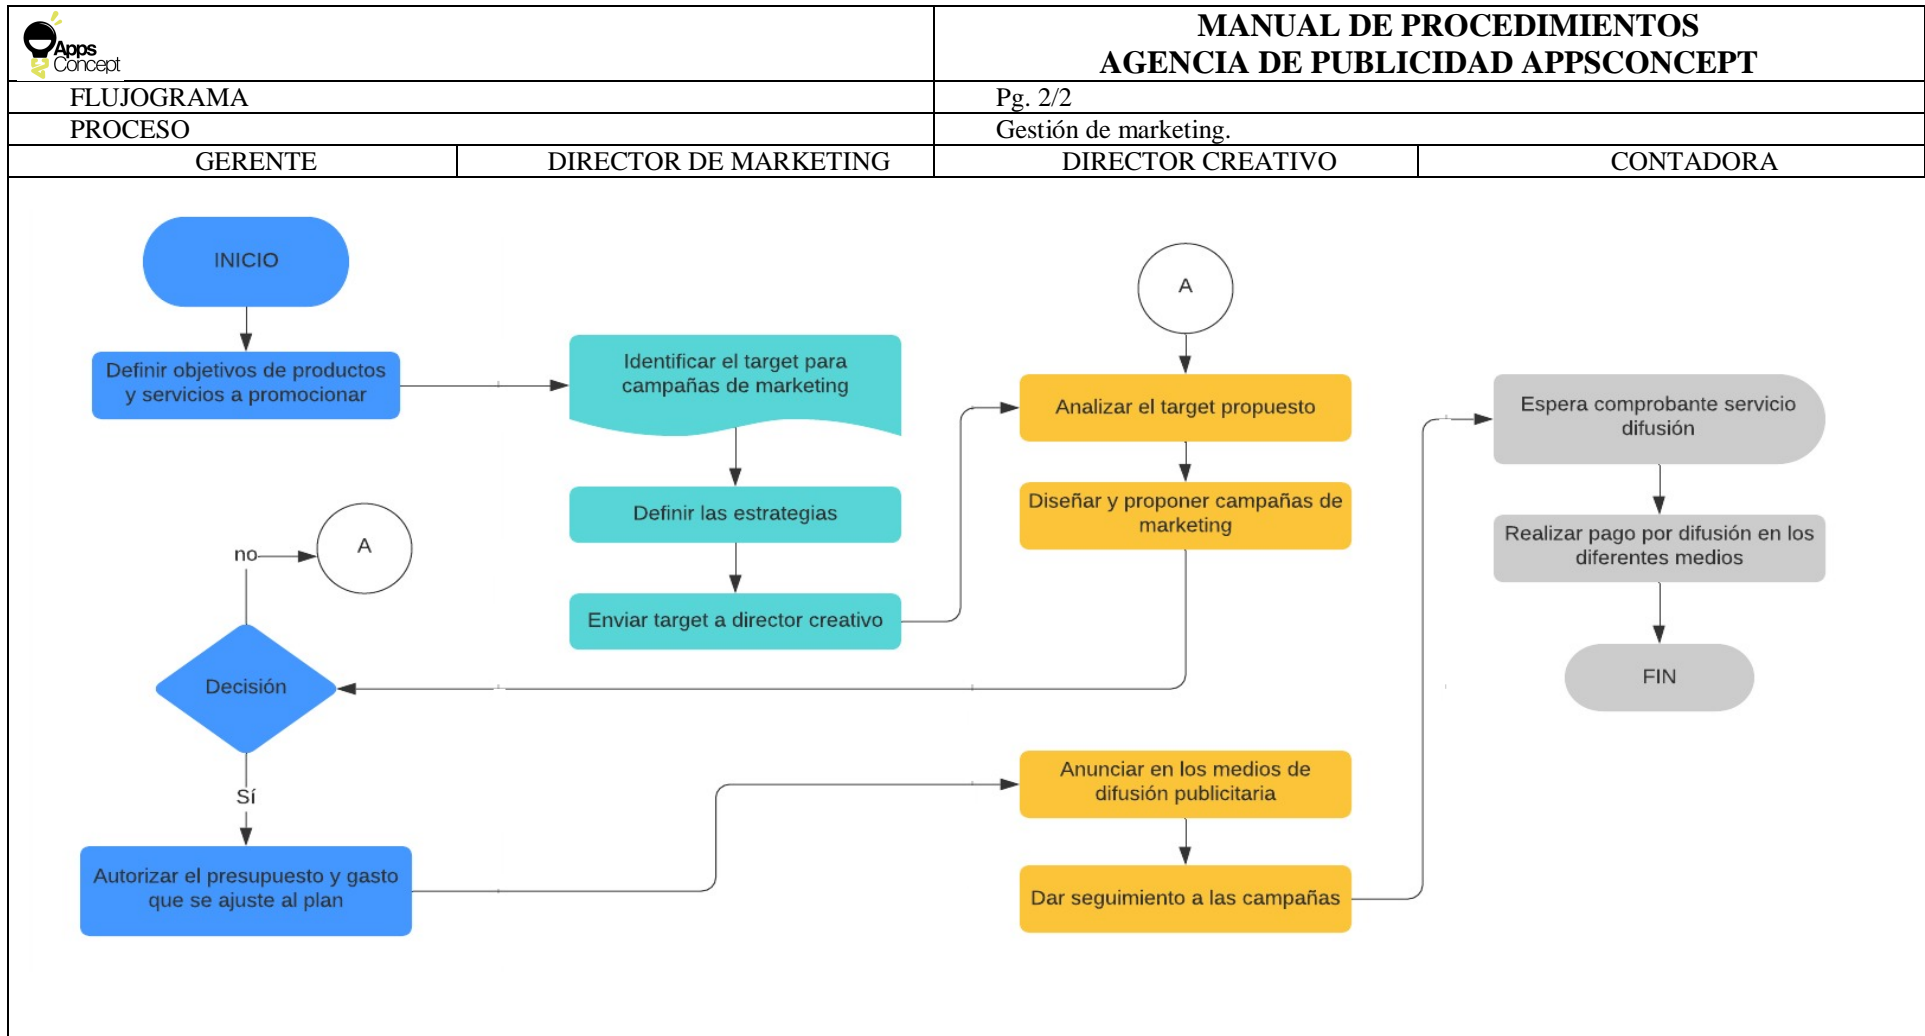 Apps
Concept
MANUAL DE PROCEDIMIENTOS
AGENCIA DE PUBLICIDAD APPSCONCEPT
FLUJOGRAMA
Pg. 2/2
PROCESO
Gestión de marketing.
GERENTE
DIRECTOR DE MARKETING
DIRECTOR CREATIVO
CONTADORA
INICIO
Definir objetivos de productos
y servicios a promocionar
Identificar el target para
campañas de marketing
Definir las estrategias
Enviar target a director creativo
A
Analizar el target propuesto
Diseñar y proponer campañas de
marketing
Decisión
no
A
Sí
Autorizar el presupuesto y gasto
que se ajuste al plan
Anunciar en los medios de
difusión publicitaria
Dar seguimiento a las campañas
Espera comprobante servicio
difusión
Realizar pago por difusión en los
diferentes medios
FIN